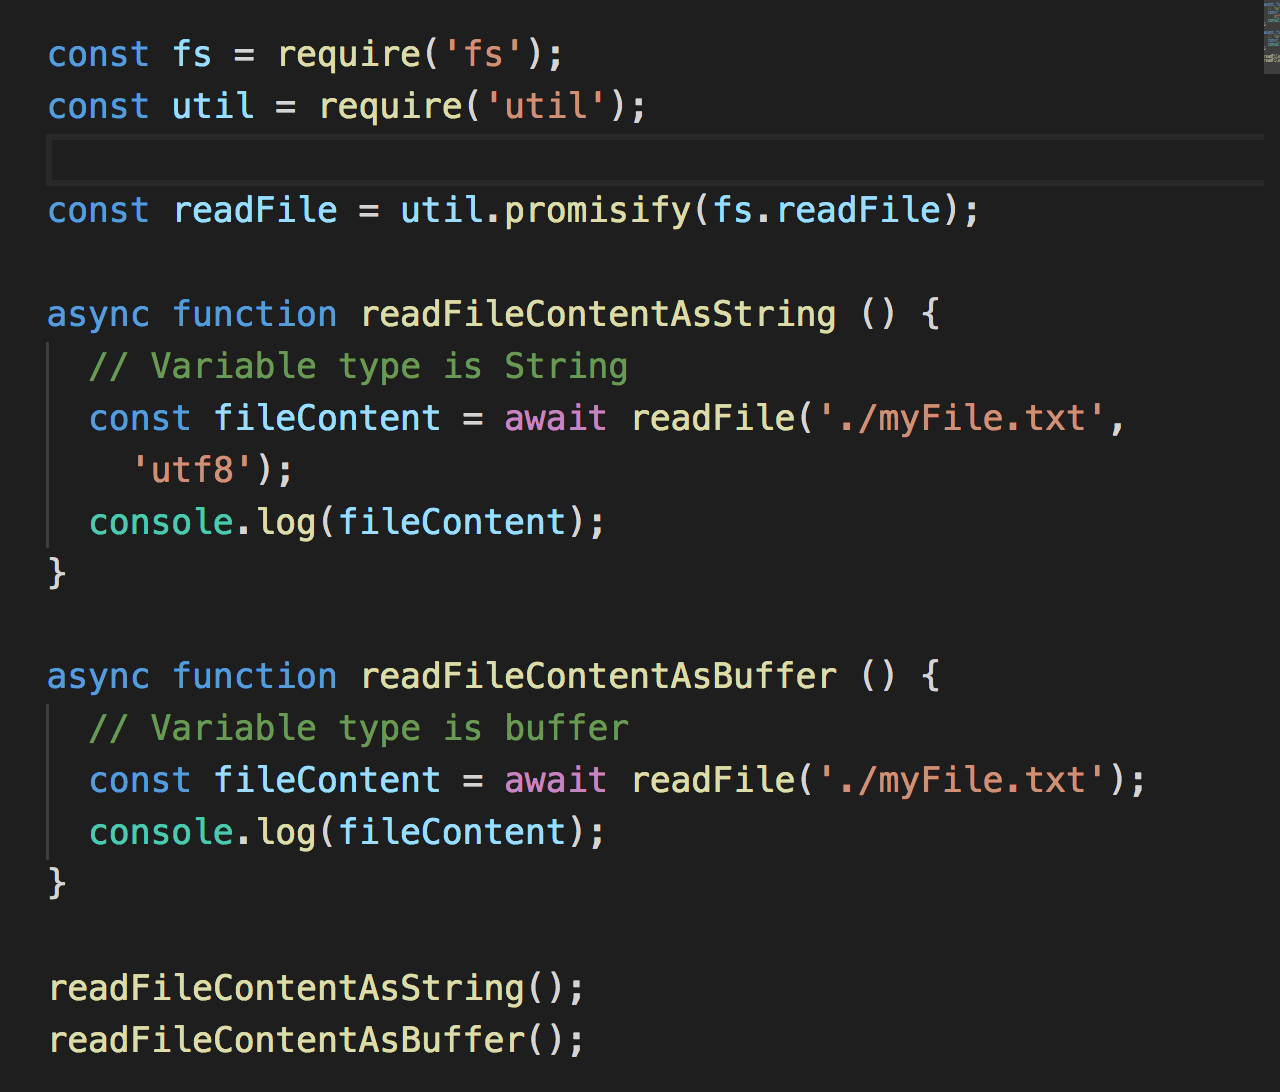 const fs = require('fs');
const util = require('util');
const readFile = util.promisify(fs.readFile);
async function readFileContentAsString () {
// Variable type is String
const fileContent = await readFile('./myFile.txt',
'utf8');
console.log(fileContent);
}
async function readFileContentAsBuffer () {
// Variable type is buffer
const fileContent = await readFile('./myFile.txt');
console.log(fileContent);
}
readFileContentAsString();
readFileContentAsBuffer();